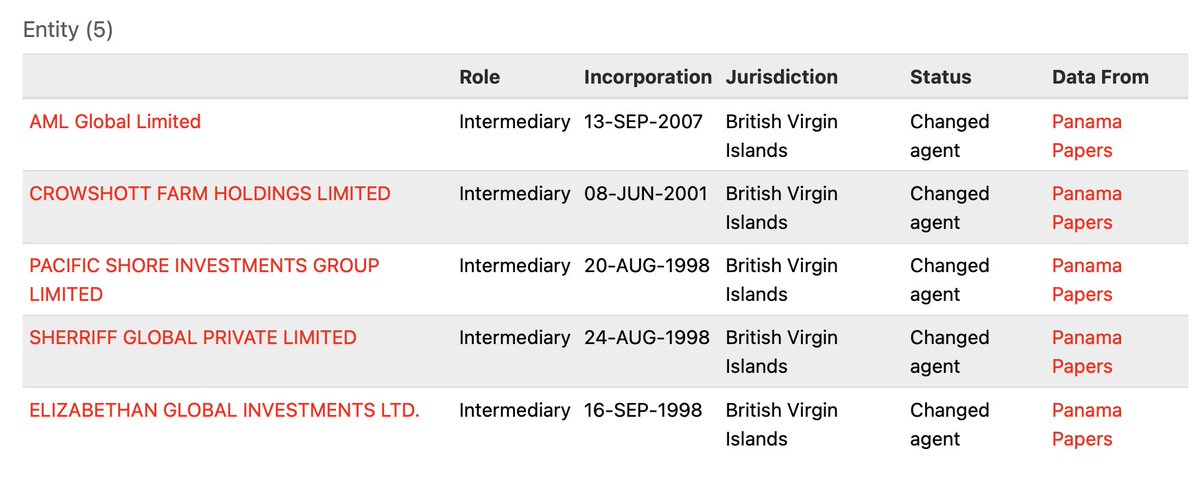 Entity (5)
Role Incorporation Jurisdiction Status Data From
AML Global Limited Intermediary 13-SEP-2007 British Virgin Changed Panama
Islands agent Papers
CROWSHOTT FARM HOLDINGS LIMITED Intermediary 08-JUN-2001 British Virgin Changed Panama
Islands agent Papers
PACIFIC SHORE INVESTMENTS GROUP Intermediary 20-AUG-1998 British Virgin Changed Panama
LIMITED Islands agent Papers
SHERRIFF GLOBAL PRIVATE LIMITED Intermediary 24-AUG-1998 British Virgin Changed Panama
Islands agent Papers
ELIZABETHAN GLOBAL INVESTMENTS LTD. Intermediary 16-SEP-1998 British Virgin Changed Panama
Islands agent Papers